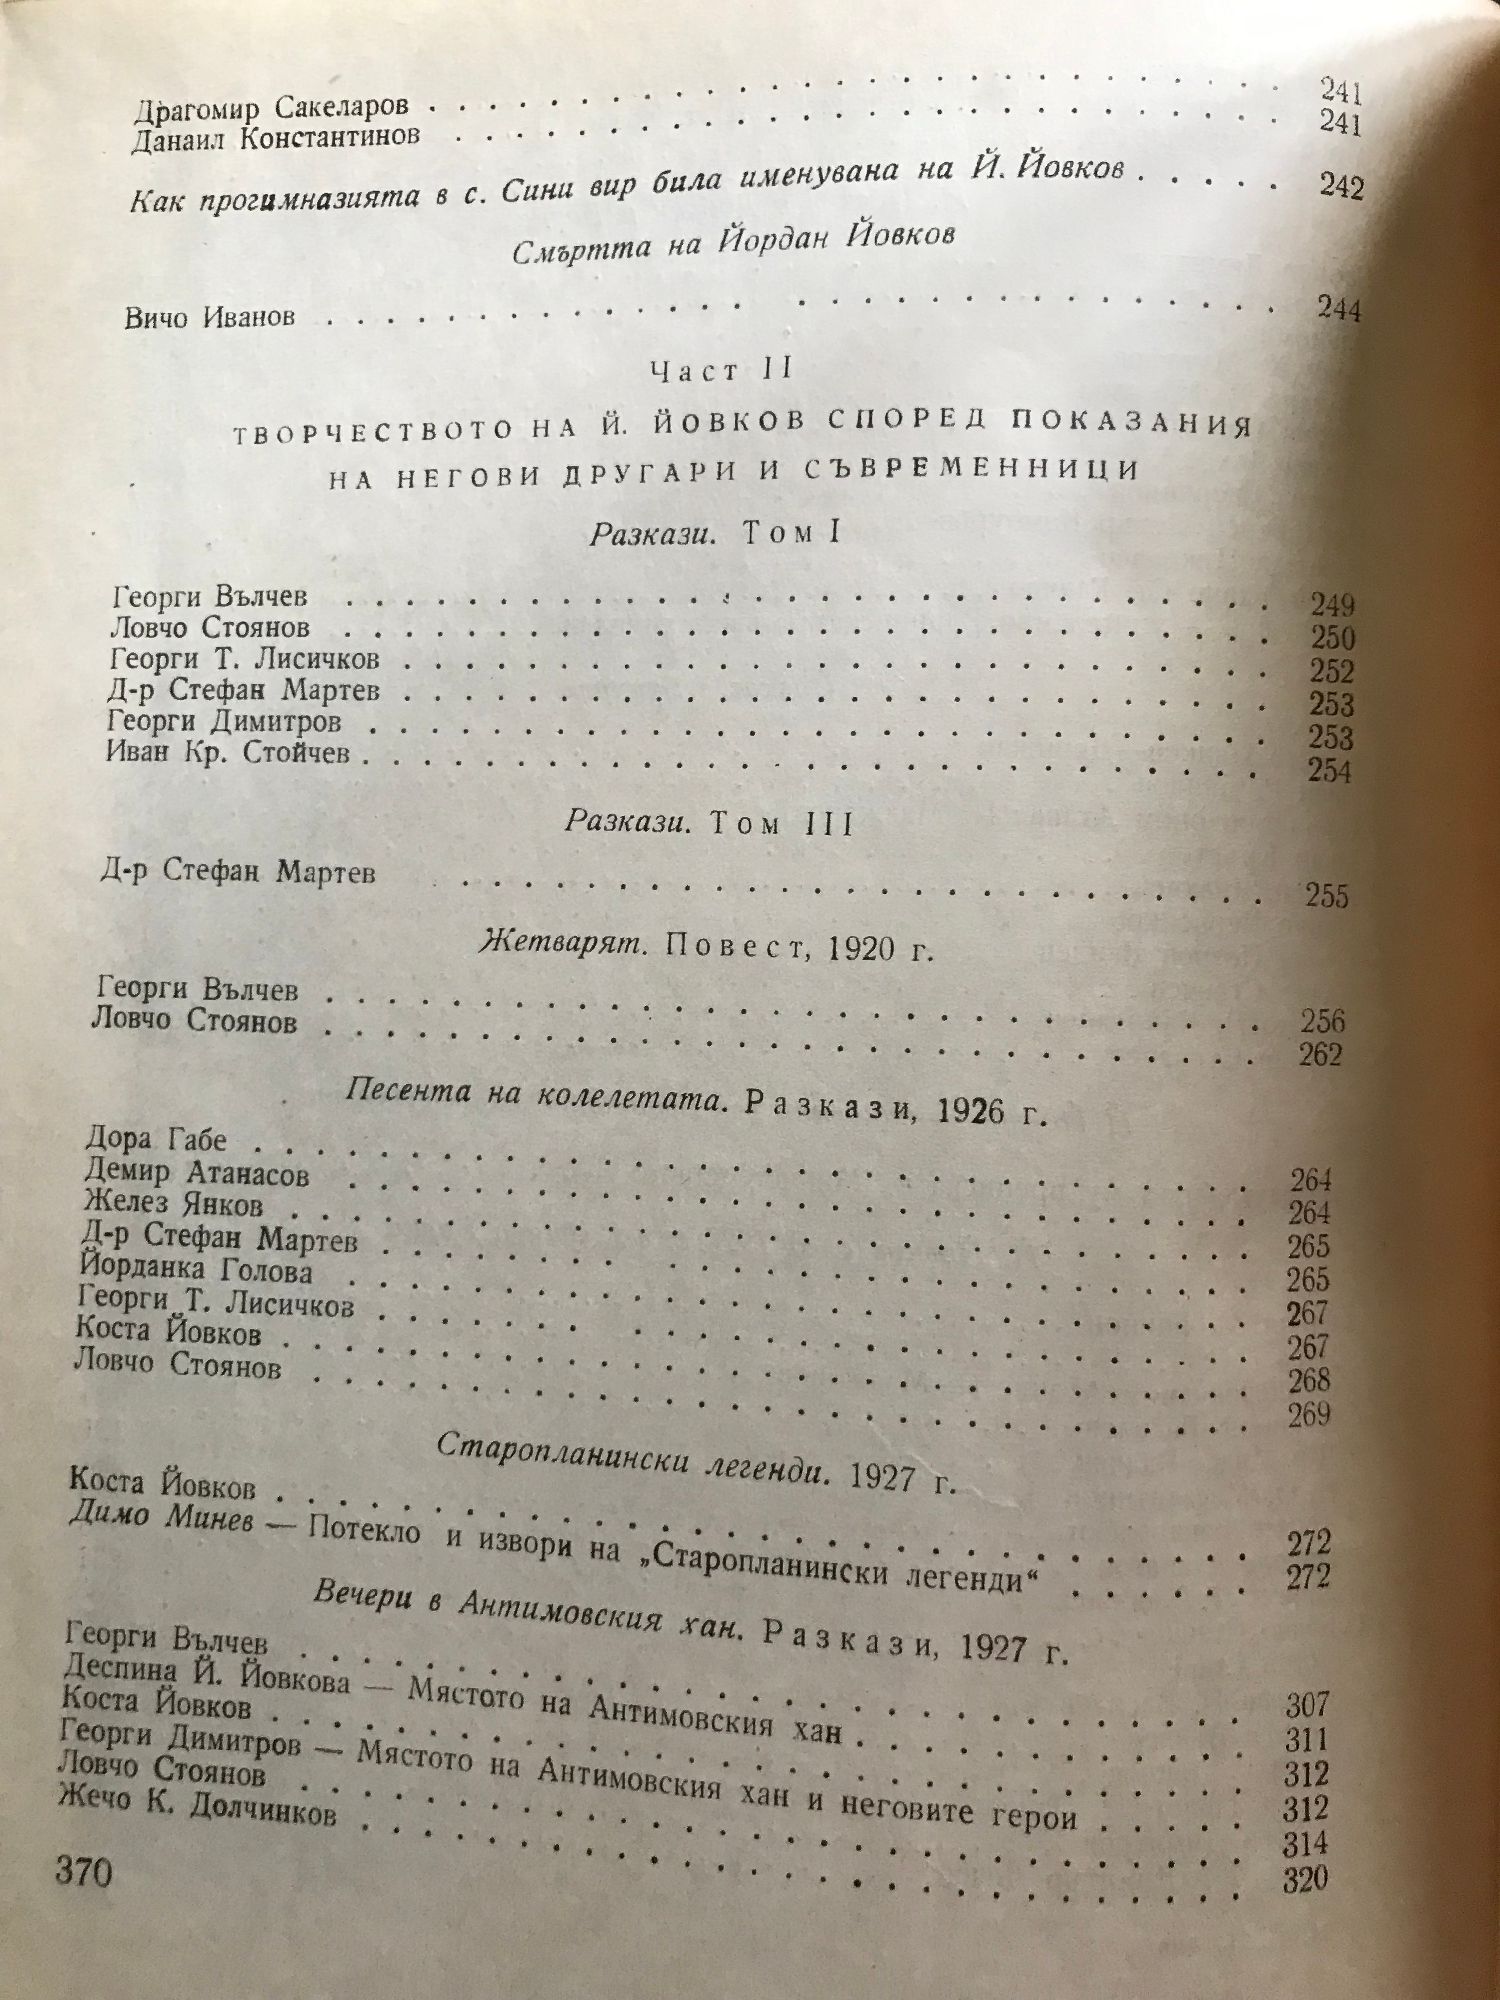 Драгомир Сакеларов . . . . . . . . . . . . . . . . . . . . 241
Данаил Константинов . . . . . . . . . . . . . . . . . . . . 241
Как прогимназията в с. Сини вир била именувана на Й. Йовков . . . . . 242
Смъртта на Йордан Йовков
Вичо Иванов . . . . . . . . . . . . . . . . . . . . 244
Част II
ТВОРЧЕСТВОТО НА Й. ЙОВКОВ СПОРЕД ПОКАЗАНИЯ
НА НЕГОВИ ДРУГАРИ И СЪВРЕМЕННИЦИ
Разкази. Том I
Георги Вълчев . . . . . . . . . . . . . . . . . . . . 249
Ловчо Стоянов . . . . . . . . . . . . . . . . . . . . 250
Георги Т. Лисичков . . . . . . . . . . . . . . . . . . . . 252
Д-р Стефан Мартев . . . . . . . . . . . . . . . . . . . . 253
Георги Димитров . . . . . . . . . . . . . . . . . . . . 253
Иван Кр. Стойчев . . . . . . . . . . . . . . . . . . . . 254
Разкази. Том III
Д-р Стефан Мартев . . . . . . . . . . . . . . . . . . . . 255
Жетварят. Повест, 1920 г.
Георги Вълчев . . . . . . . . . . . . . . . . . . . . 256
Ловчо Стоянов . . . . . . . . . . . . . . . . . . . . 262
Песента на колелетата. Разкази, 1926 г.
Дора Габе . . . . . . . . . . . . . . . . . . . . 264
Демир Атанасов . . . . . . . . . . . . . . . . . . . . 264
Желез Янков . . . . . . . . . . . . . . . . . . . . 265
Д-р Стефан Мартев . . . . . . . . . . . . . . . . . . . . 265
Йорданка Голова . . . . . . . . . . . . . . . . . . . . 267
Георги Т. Лисичков . . . . . . . . . . . . . . . . . . . . 267
Коста Йовков . . . . . . . . . . . . . . . . . . . . 268
Ловчо Стоянов . . . . . . . . . . . . . . . . . . . . 269
Старопланински легенди. 1927 г.
Коста Йовков . . . . . . . . . . . . . . . . . . . . 272
Димо Минев — Потекло и извори на „Старопланински легенди“ . . . . . . 272
Вечери в Антимовския хан. Разкази, 1927 г.
Георги Вълчев . . . . . . . . . . . . . . . . . . . . 307
Деспина Й. Йовкова — Мястото на Антимовския хан . . . . . . . . . . . . . 311
Коста Йовков . . . . . . . . . . . . . . . . . . . . 312
Георги Димитров — Мястото на Антимовския хан и неговите герои . . . . . 312
Ловчо Стоянов . . . . . . . . . . . . . . . . . . . . 314
Жечо К. Долчинков . . . . . . . . . . . . . . . . . . . . 320
370